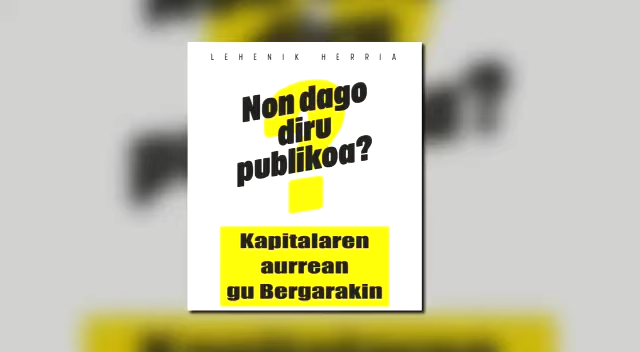 LEHENIK HERRIA
Non dago
diru
publikoa?
?
Kapitalaren
aurrean
gu Bergarakin